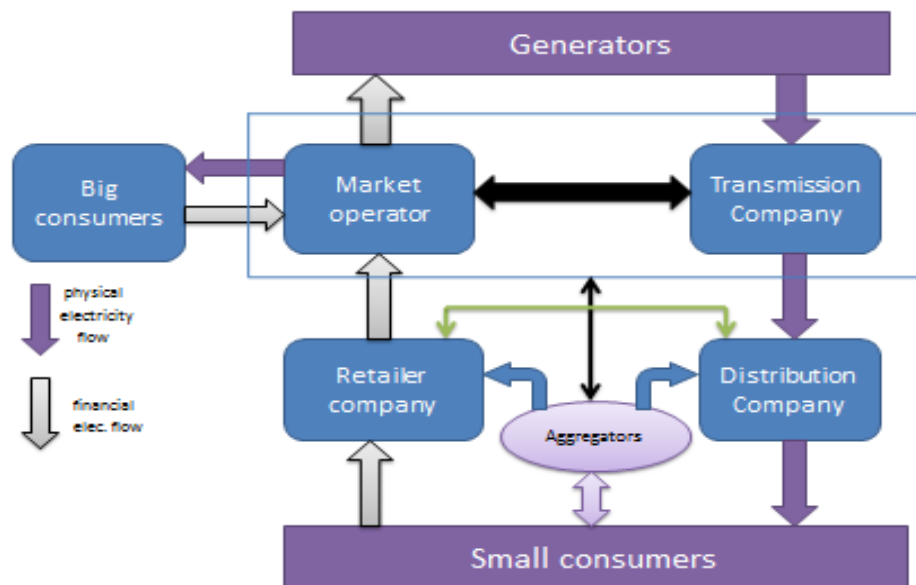 Generators
Big
consumers
Market
operator
Transmission
Company
physical
electricity
flow
Retailer
company
Distribution
Company
financial
elec. flow
Aggregators
Small consumers